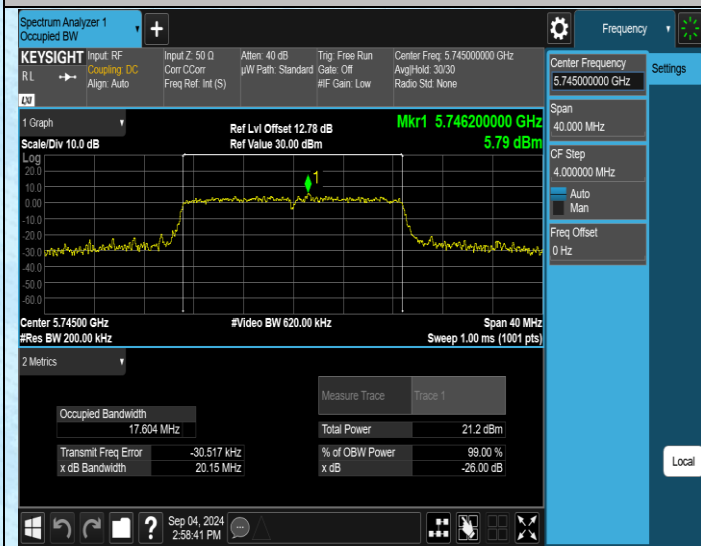 Spectrum Analyzer 1
Occupied BW
Frequency
KEYSIGHT
Input: RF
Coupling: DC
Align: Auto
Input Z: 50 Ω
Corr CCorr
Freq Ref: Int (S)
Atten: 40 dB
µW Path: Standard
Trig: Free Run
Gate: Off
#IF Gain: Low
Center Freq: 5.745000000 GHz
Avg|Hold: 30/30
Radio Std: None
R L
LXI
1 Graph
Scale/Div 10.0 dB
Ref Lvl Offset 12.78 dB
Ref Value 30.00 dBm
Mkr1 5.746200000 GHz
5.79 dBm
Log
20.0
10.0
0.00
-10.0
-20.0
-30.0
-40.0
-50.0
-60.0
1
Center 5.74500 GHz
#Res BW 200.00 kHz
#Video BW 620.00 kHz
Span 40 MHz
Sweep 1.00 ms (1001 pts)
2 Metrics
Measure Trace
Trace 1
Occupied Bandwidth
17.604 MHz
Total Power
21.2 dBm
Transmit Freq Error
-30.517 kHz
% of OBW Power
99.00 %
x dB Bandwidth
20.15 MHz
x dB
-26.00 dB
Center Frequency
5.745000000 GHz
Span
40.000 MHz
CF Step
4.000000 MHz
Auto
Man
Freq Offset
0 Hz
Settings
Local
?
Sep 04, 2024
2:58:41 PM